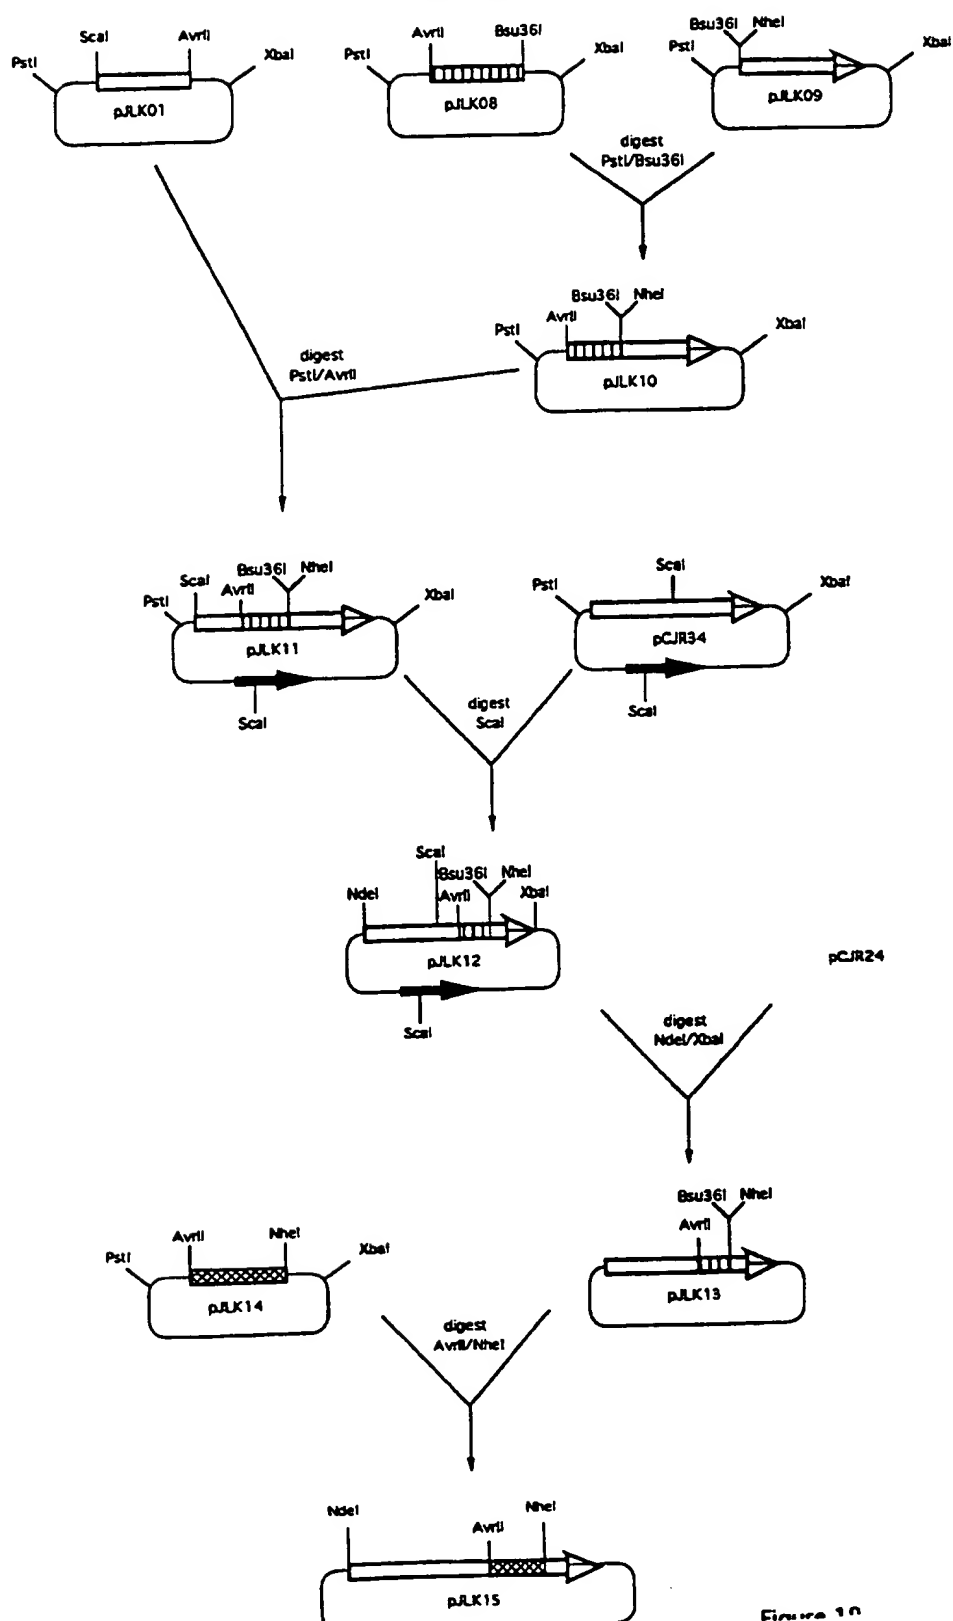 PstI
ScaI
AvrII
XbaI
pJLK01
PstI
AvrII
Bsu36I
XbaI
pJLK08
PstI
Bsu36I
NheI
XbaI
pJLK09
digest
PstI/Bsu36I
PstI
AvrII
Bsu36I
NheI
XbaI
pJLK10
digest
PstI/AvrII
PstI
ScaI
AvrII
Bsu36I
NheI
XbaI
pJLK11
ScaI
PstI
ScaI
XbaI
pCJR34
ScaI
digest
ScaI
NdeI
ScaI
AvrII
Bsu36I
NheI
XbaI
pJLK12
ScaI
pCJR24
digest
NdeI/XbaI
PstI
AvrII
NheI
XbaI
pJLK14
AvrII
Bsu36I
NheI
pJLK13
digest
AvrII/NheI
NdeI
AvrII
NheI
pJLK15
Figure